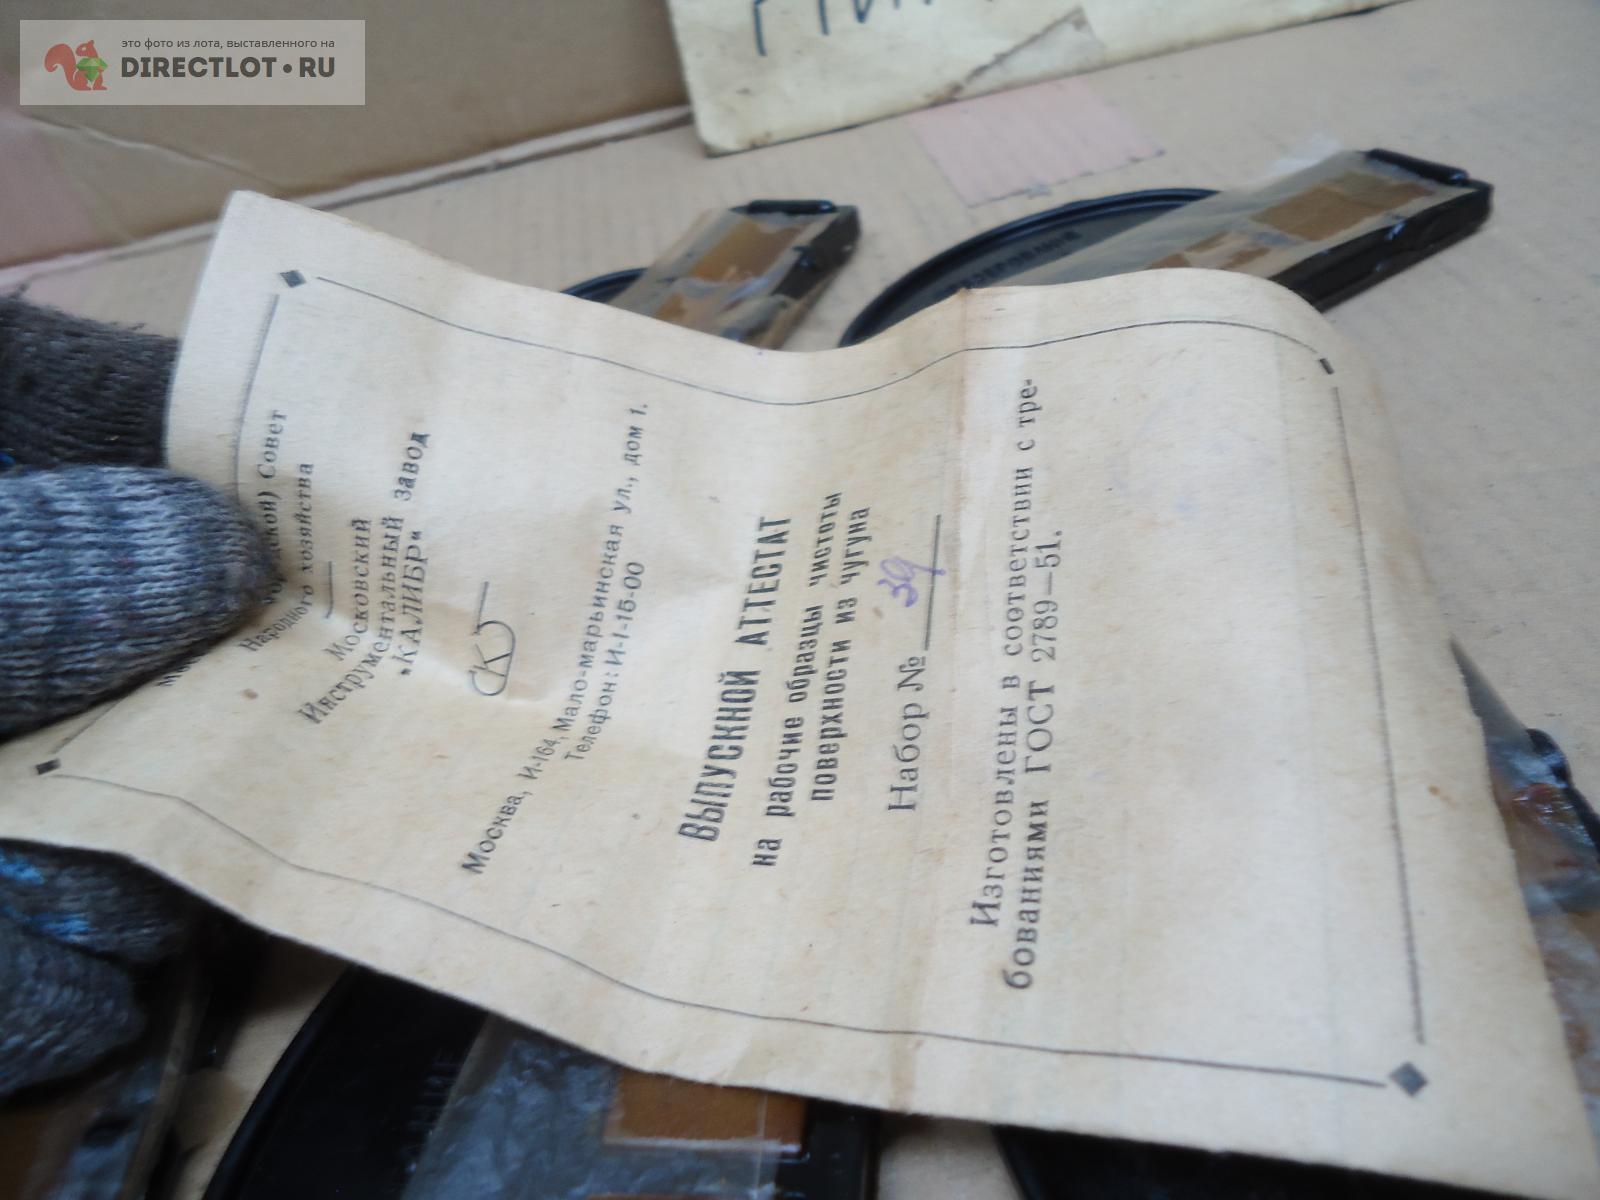 это фото из лота, выставленного на
DIRECTLOT•RU
Совет
Народного хозяйства
Московский
Инструментальный завод
„КАЛИБР“
Москва, И-164, Мало-марьинская ул., дом 1.
Телефон: И-1-15-00
ВЫПУСКНОЙ АТТЕСТАТ
на рабочие образцы чистоты
поверхности из чугуна
Набор № 39
Изготовлены в соответствии с тре-
бованиями ГОСТ 2789—51.